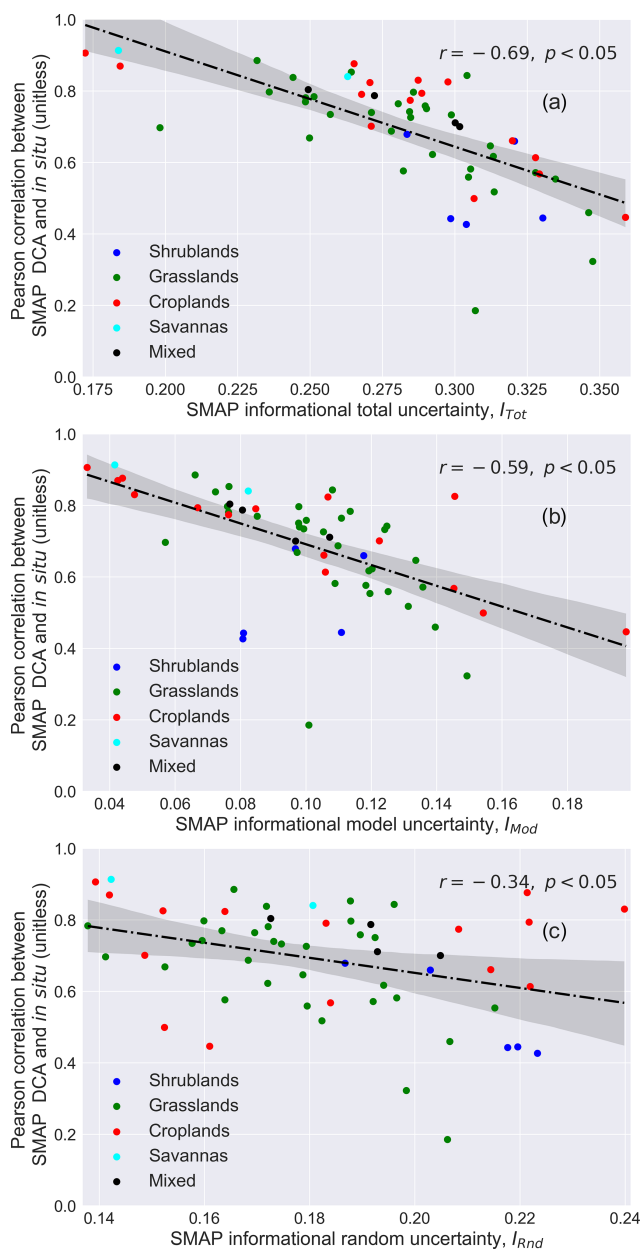 Pearson correlation between
SMAP DCA and in situ (unitless)
1.0
0.8
0.6
0.4
0.2
0.0
r = −0.69, p < 0.05
(a)
Shrublands
Grasslands
Croplands
Savannas
Mixed
0.175 0.200 0.225 0.250 0.275 0.300 0.325 0.350
SMAP informational total uncertainty, I_Tot
Pearson correlation between
SMAP DCA and in situ (unitless)
1.0
0.8
0.6
0.4
0.2
0.0
r = −0.59, p < 0.05
(b)
Shrublands
Grasslands
Croplands
Savannas
Mixed
0.04 0.06 0.08 0.10 0.12 0.14 0.16 0.18
SMAP informational model uncertainty, I_Mod
Pearson correlation between
SMAP DCA and in situ (unitless)
1.0
0.8
0.6
0.4
0.2
0.0
r = −0.34, p < 0.05
(c)
Shrublands
Grasslands
Croplands
Savannas
Mixed
0.14 0.16 0.18 0.20 0.22 0.24
SMAP informational random uncertainty, I_Rnd